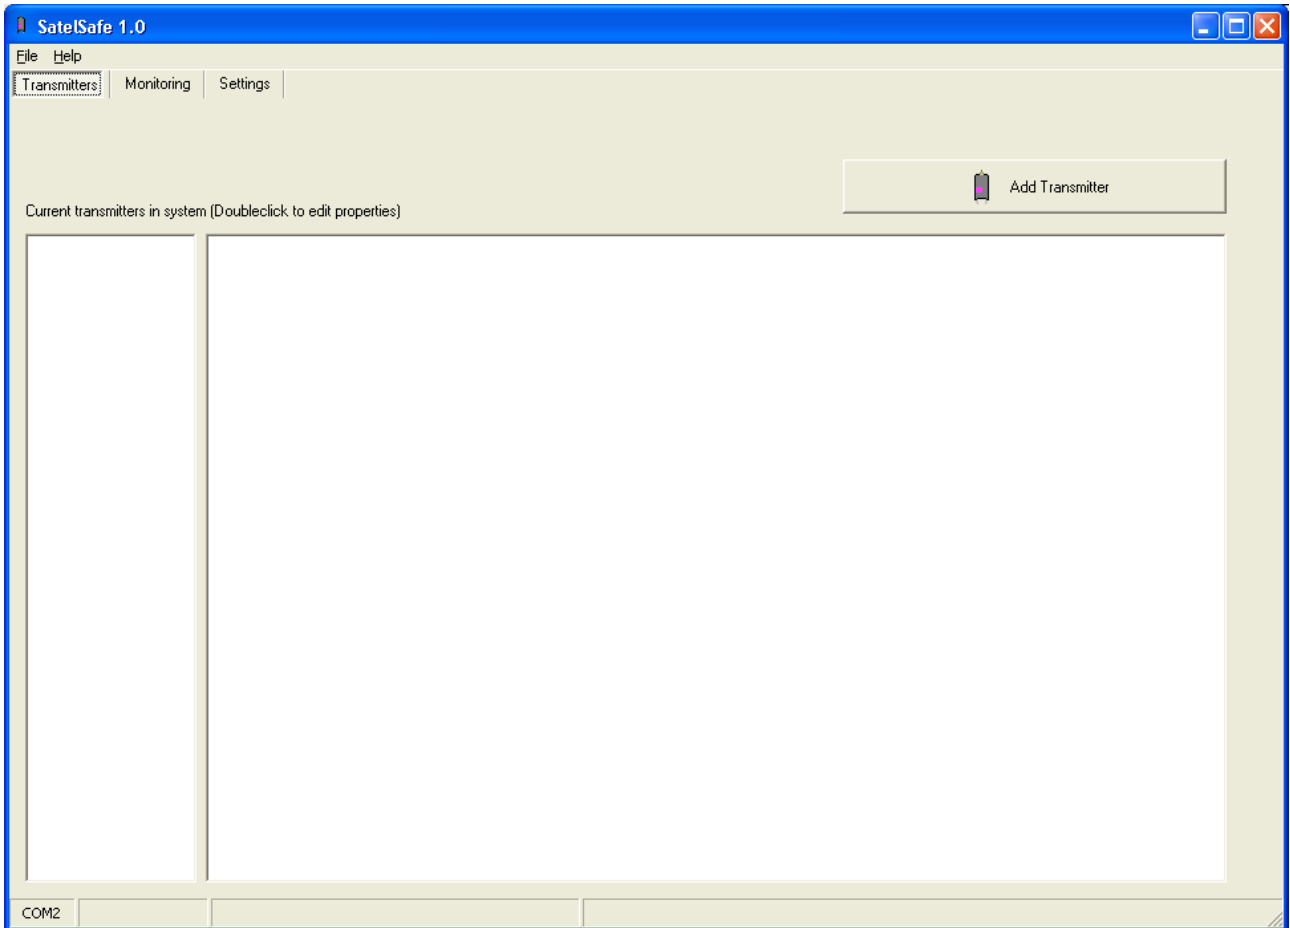 SatelSafe 1.0
File Help
Transmitters Monitoring Settings
Add Transmitter
Current transmitters in system (Doubleclick to edit properties)
COM2